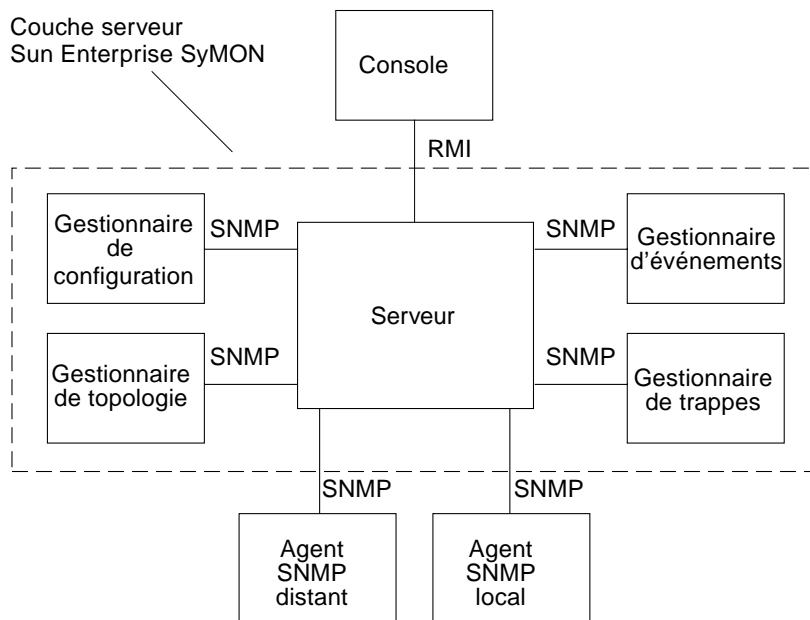 Couche serveur
Sun Enterprise SyMON
Console
RMI
Gestionnaire
de
configuration
SNMP
SNMP
Gestionnaire
d'événements
Serveur
Gestionnaire
de topologie
SNMP
SNMP
Gestionnaire
de trappes
SNMP
SNMP
Agent
SNMP
distant
Agent
SNMP
local